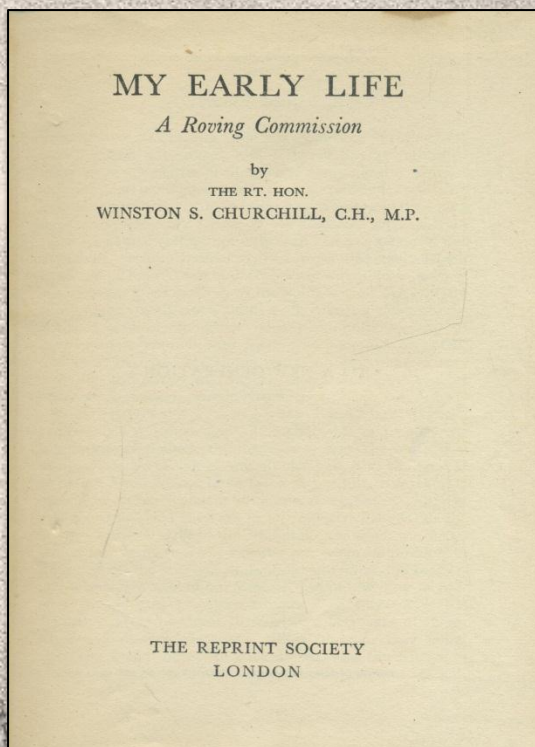 MY EARLY LIFE
A Roving Commission
by
THE RT. HON.
WINSTON S. CHURCHILL, C.H., M.P.
THE REPRINT SOCIETY
LONDON